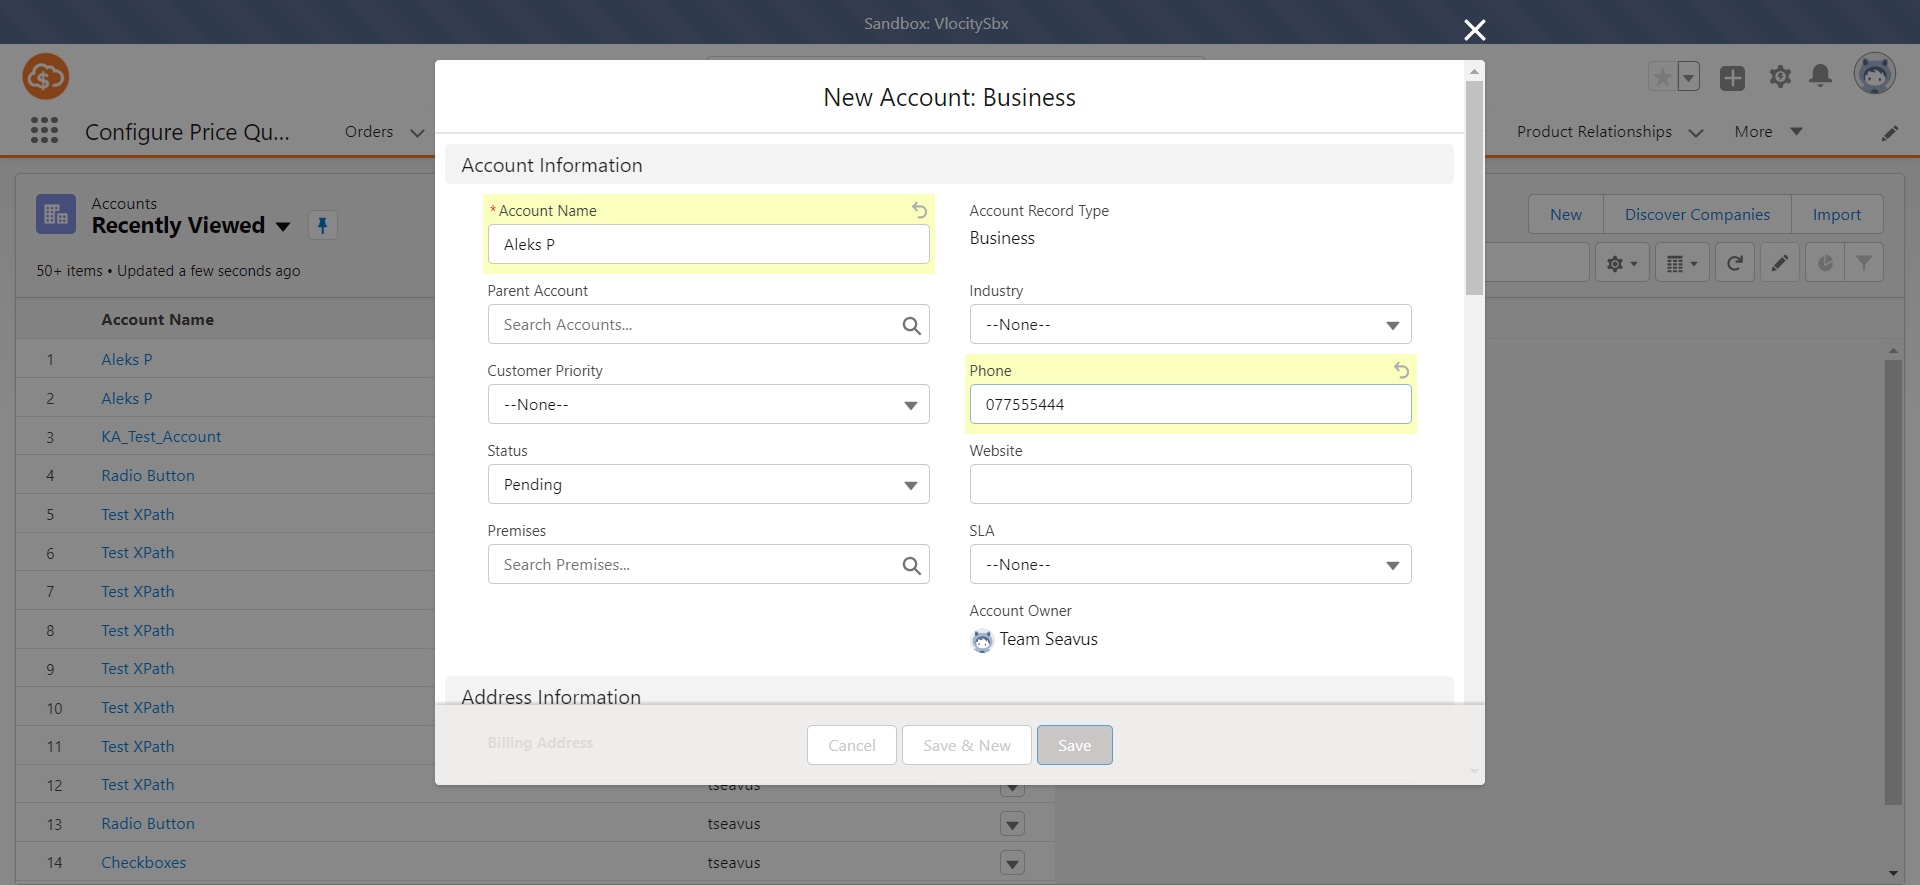 Sandbox: VlocitySbx
Configure Price Qu...
Orders
Product Relationships
More
Accounts
Recently Viewed
50+ items • Updated a few seconds ago
New
Discover Companies
Import
Account Name
1 Aleks P
2 Aleks P
3 KA_Test_Account
4 Radio Button
5 Test XPath
6 Test XPath
7 Test XPath
8 Test XPath
9 Test XPath
10 Test XPath
11 Test XPath
12 Test XPath tseavus
13 Radio Button tseavus
14 Checkboxes tseavus
New Account: Business
Account Information
*Account Name
Aleks P
Account Record Type
Business
Parent Account
Search Accounts...
Industry
--None--
Customer Priority
--None--
Phone
077555444
Status
Pending
Website
Premises
Search Premises...
SLA
--None--
Account Owner
Team Seavus
Address Information
Billing Address
Cancel
Save & New
Save